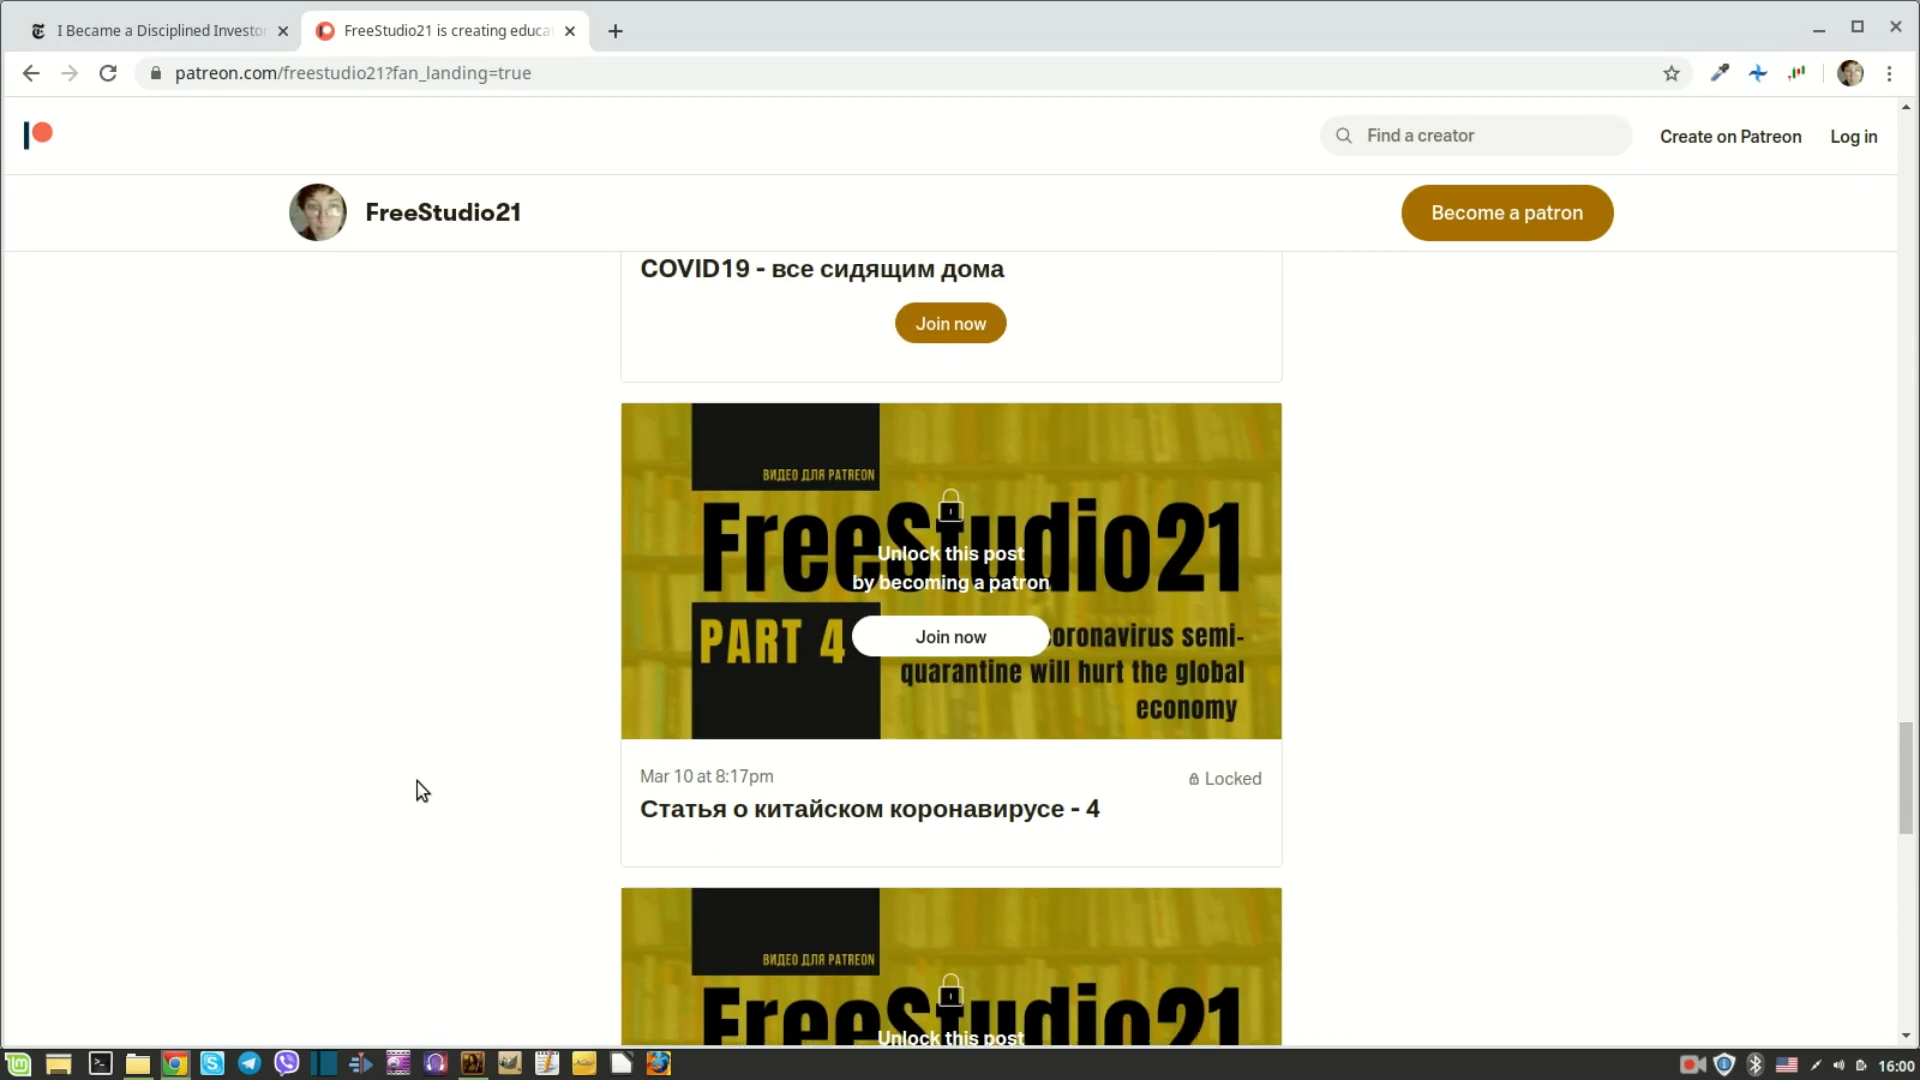 I Became a Disciplined Investor
FreeStudio21 is creating educat
patreon.com/freestudio21?fan_landing=true
Find a creator
Create on Patreon
Log in
FreeStudio21
Become a patron
COVID19 - все сидящим дома
Join now
ВИДЕО ДЛЯ PATREON
FreeStudio21
Unlock this post
by becoming a patron
PART 4
Join now
oronavirus semi-
quarantine will hurt the global
economy
Mar 10 at 8:17pm
Locked
Статья о китайском коронавирусе - 4
ВИДЕО ДЛЯ PATREON
FreeStudio21
Unlock this post
16:00